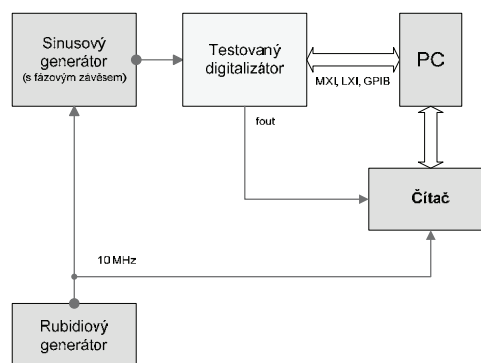 Sinusový
generátor
(s fázovým závěsem)
Testovaný
digitalizátor
PC
MXI, LXI, GPIB
fout
Čítač
10 MHz
Rubidiový
generátor